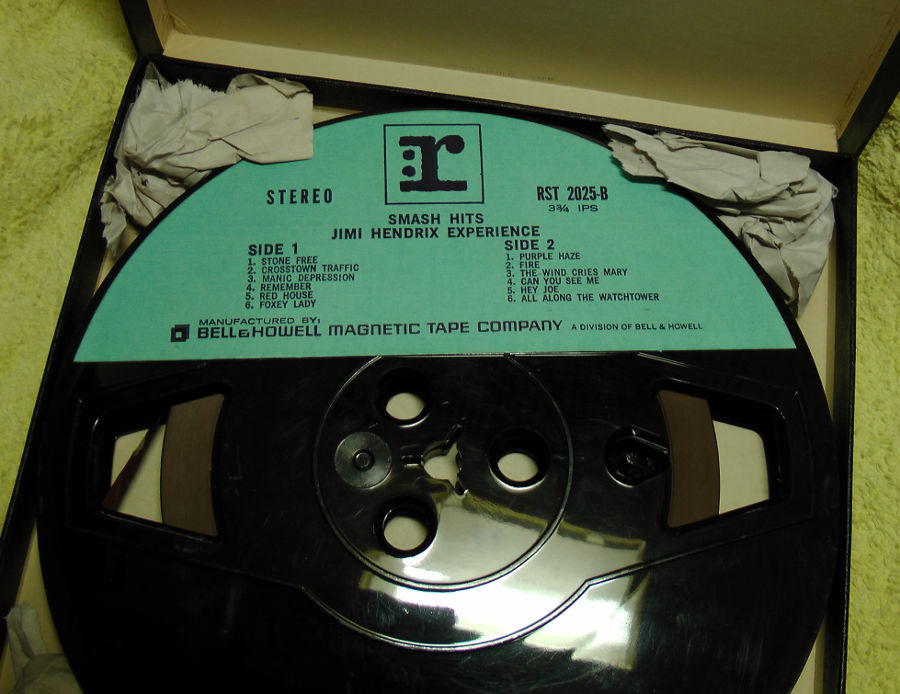 r
STEREO
RST 2025-B
3¾ IPS
SMASH HITS
JIMI HENDRIX EXPERIENCE
SIDE 1
1. STONE FREE
2. CROSSTOWN TRAFFIC
3. MANIC DEPRESSION
4. REMEMBER
5. RED HOUSE
6. FOXEY LADY
SIDE 2
1. PURPLE HAZE
2. FIRE
3. THE WIND CRIES MARY
4. CAN YOU SEE ME
5. HEY JOE
6. ALL ALONG THE WATCHTOWER
MANUFACTURED BY:
BELL&HOWELL MAGNETIC TAPE COMPANY A DIVISION OF BELL & HOWELL